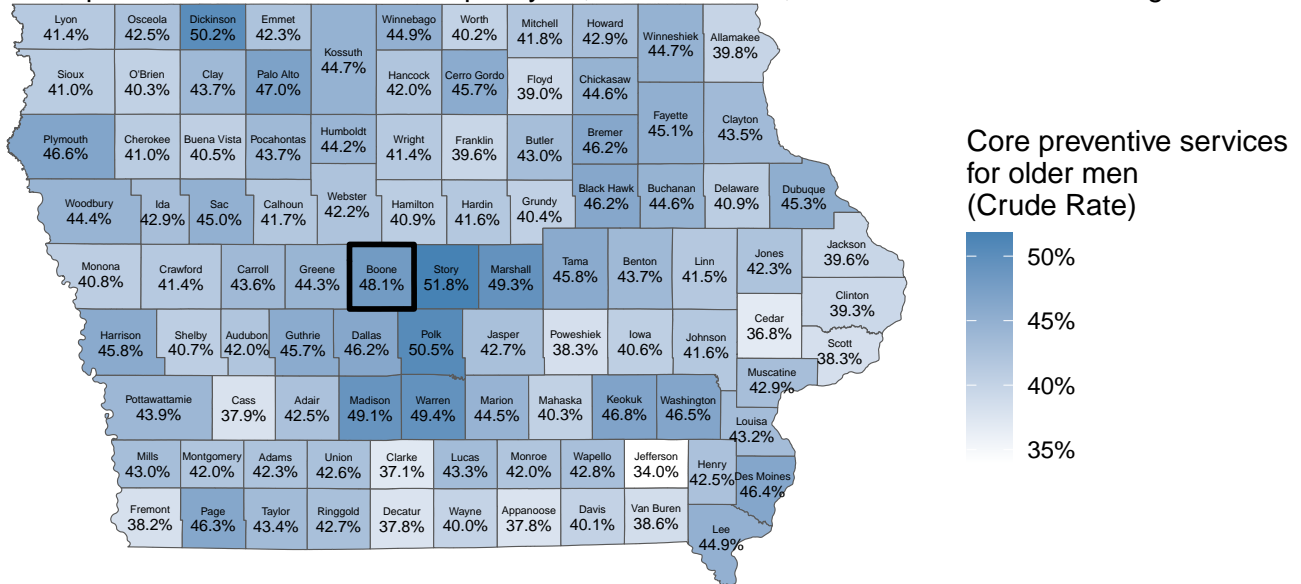 Lyon
41.4%
Osceola
42.5%
Dickinson
50.2%
Emmet
42.3%
Kossuth
44.7%
Winnebago
44.9%
Worth
40.2%
Mitchell
41.8%
Howard
42.9%
Winneshiek
44.7%
Allamakee
39.8%
Sioux
41.0%
O'Brien
40.3%
Clay
43.7%
Palo Alto
47.0%
Hancock
42.0%
Cerro Gordo
45.7%
Floyd
39.0%
Chickasaw
44.6%
Fayette
45.1%
Clayton
43.5%
Plymouth
46.6%
Cherokee
41.0%
Buena Vista
40.5%
Pocahontas
43.7%
Humboldt
44.2%
Wright
41.4%
Franklin
39.6%
Butler
43.0%
Bremer
46.2%
Woodbury
44.4%
Ida
42.9%
Sac
45.0%
Calhoun
41.7%
Webster
42.2%
Hamilton
40.9%
Hardin
41.6%
Grundy
40.4%
Black Hawk
46.2%
Buchanan
44.6%
Delaware
40.9%
Dubuque
45.3%
Monona
40.8%
Crawford
41.4%
Carroll
43.6%
Greene
44.3%
Boone
48.1%
Story
51.8%
Marshall
49.3%
Tama
45.8%
Benton
43.7%
Linn
41.5%
Jones
42.3%
Jackson
39.6%
Clinton
39.3%
Cedar
36.8%
Scott
38.3%
Harrison
45.8%
Shelby
40.7%
Audubon
42.0%
Guthrie
45.7%
Dallas
46.2%
Polk
50.5%
Jasper
42.7%
Poweshiek
38.3%
Iowa
40.6%
Johnson
41.6%
Muscatine
42.9%
Pottawattamie
43.9%
Cass
37.9%
Adair
42.5%
Madison
49.1%
Warren
49.4%
Marion
44.5%
Mahaska
40.3%
Keokuk
46.8%
Washington
46.5%
Louisa
43.2%
Mills
43.0%
Montgomery
42.0%
Adams
42.3%
Union
42.6%
Clarke
37.1%
Lucas
43.3%
Monroe
42.0%
Wapello
42.8%
Jefferson
34.0%
Henry
42.5%
Des Moines
46.4%
Fremont
38.2%
Page
46.3%
Taylor
43.4%
Ringgold
42.7%
Decatur
37.8%
Wayne
40.0%
Appanoose
37.8%
Davis
40.1%
Van Buren
38.6%
Lee
44.9%
Core preventive services
for older men
(Crude Rate)
50%
45%
40%
35%